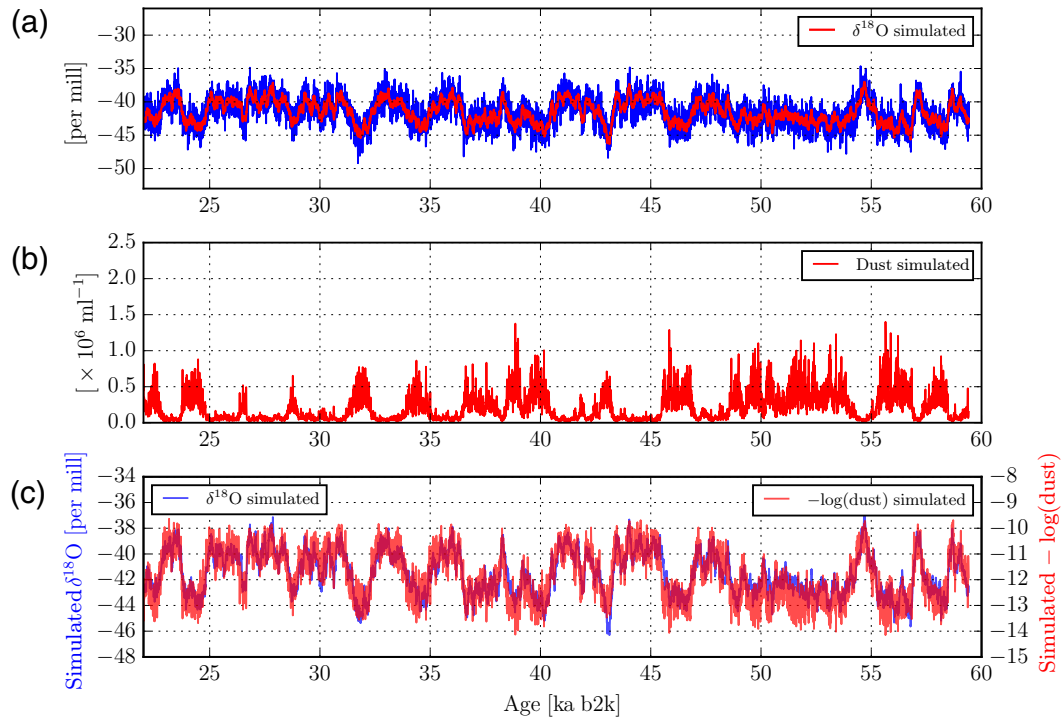 (a)
[per mill]
−30
−35
−40
−45
−50
δ¹⁸O simulated
25 30 35 40 45 50 55 60
(b)
[ × 10⁶ ml⁻¹]
2.5
2.0
1.5
1.0
0.5
0.0
Dust simulated
25 30 35 40 45 50 55 60
(c)
Simulated δ¹⁸O [per mill]
−34
−36
−38
−40
−42
−44
−46
−48
δ¹⁸O simulated
−log(dust) simulated
−8
−9
−10
−11
−12
−13
−14
−15
Simulated − log(dust)
25 30 35 40 45 50 55 60
Age [ka b2k]